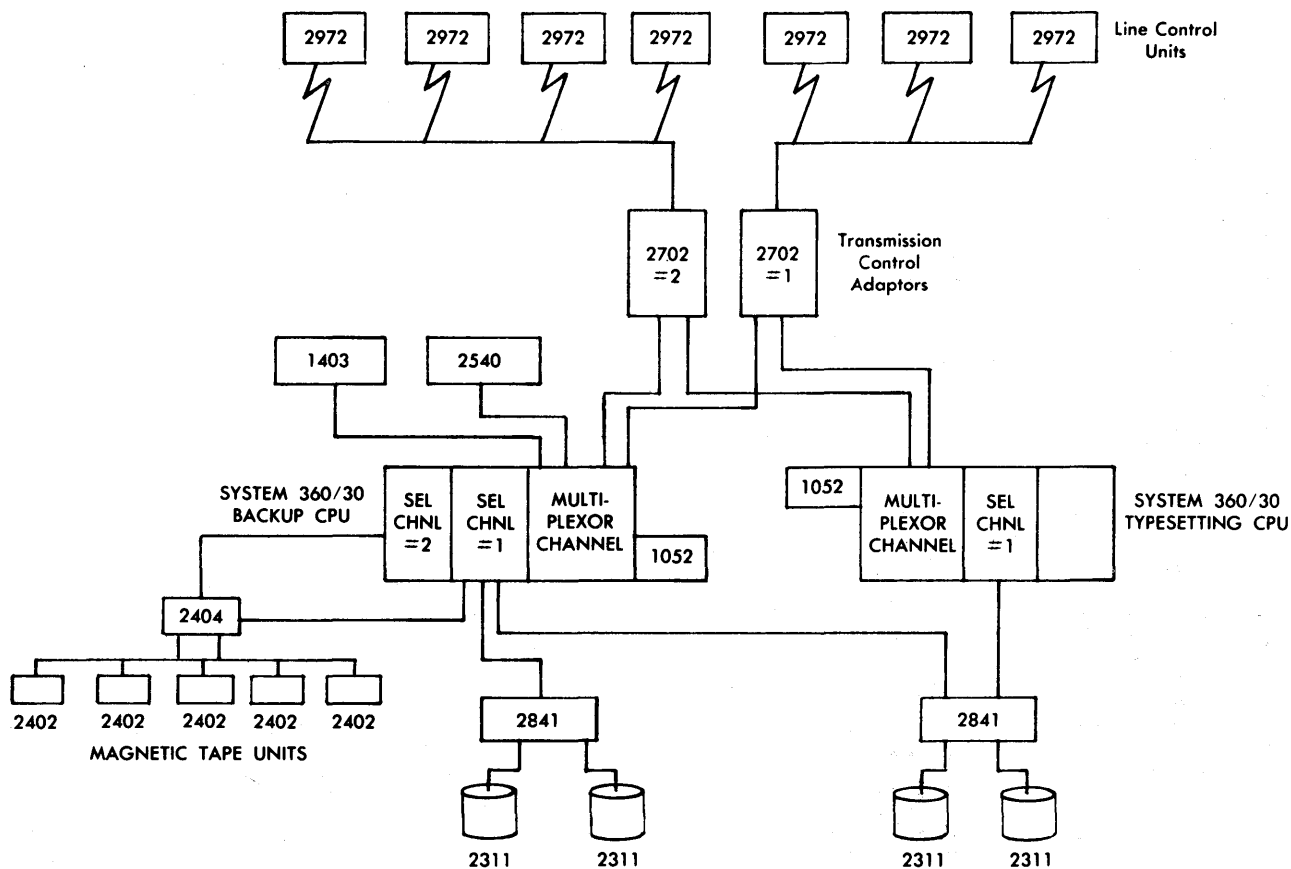 2972 2972 2972 2972 2972 2972 2972
Line Control
Units
2702
=2
2702
=1
Transmission
Control
Adaptors
1403
2540
SYSTEM 360/30
BACKUP CPU
SEL
CHNL
=2
SEL
CHNL
=1
MULTI-
PLEXOR
CHANNEL
1052
1052
MULTI-
PLEXOR
CHANNEL
SEL
CHNL
=1
SYSTEM 360/30
TYPESETTING CPU
2404
2402 2402 2402 2402 2402
MAGNETIC TAPE UNITS
2841
2841
2311 2311
2311 2311